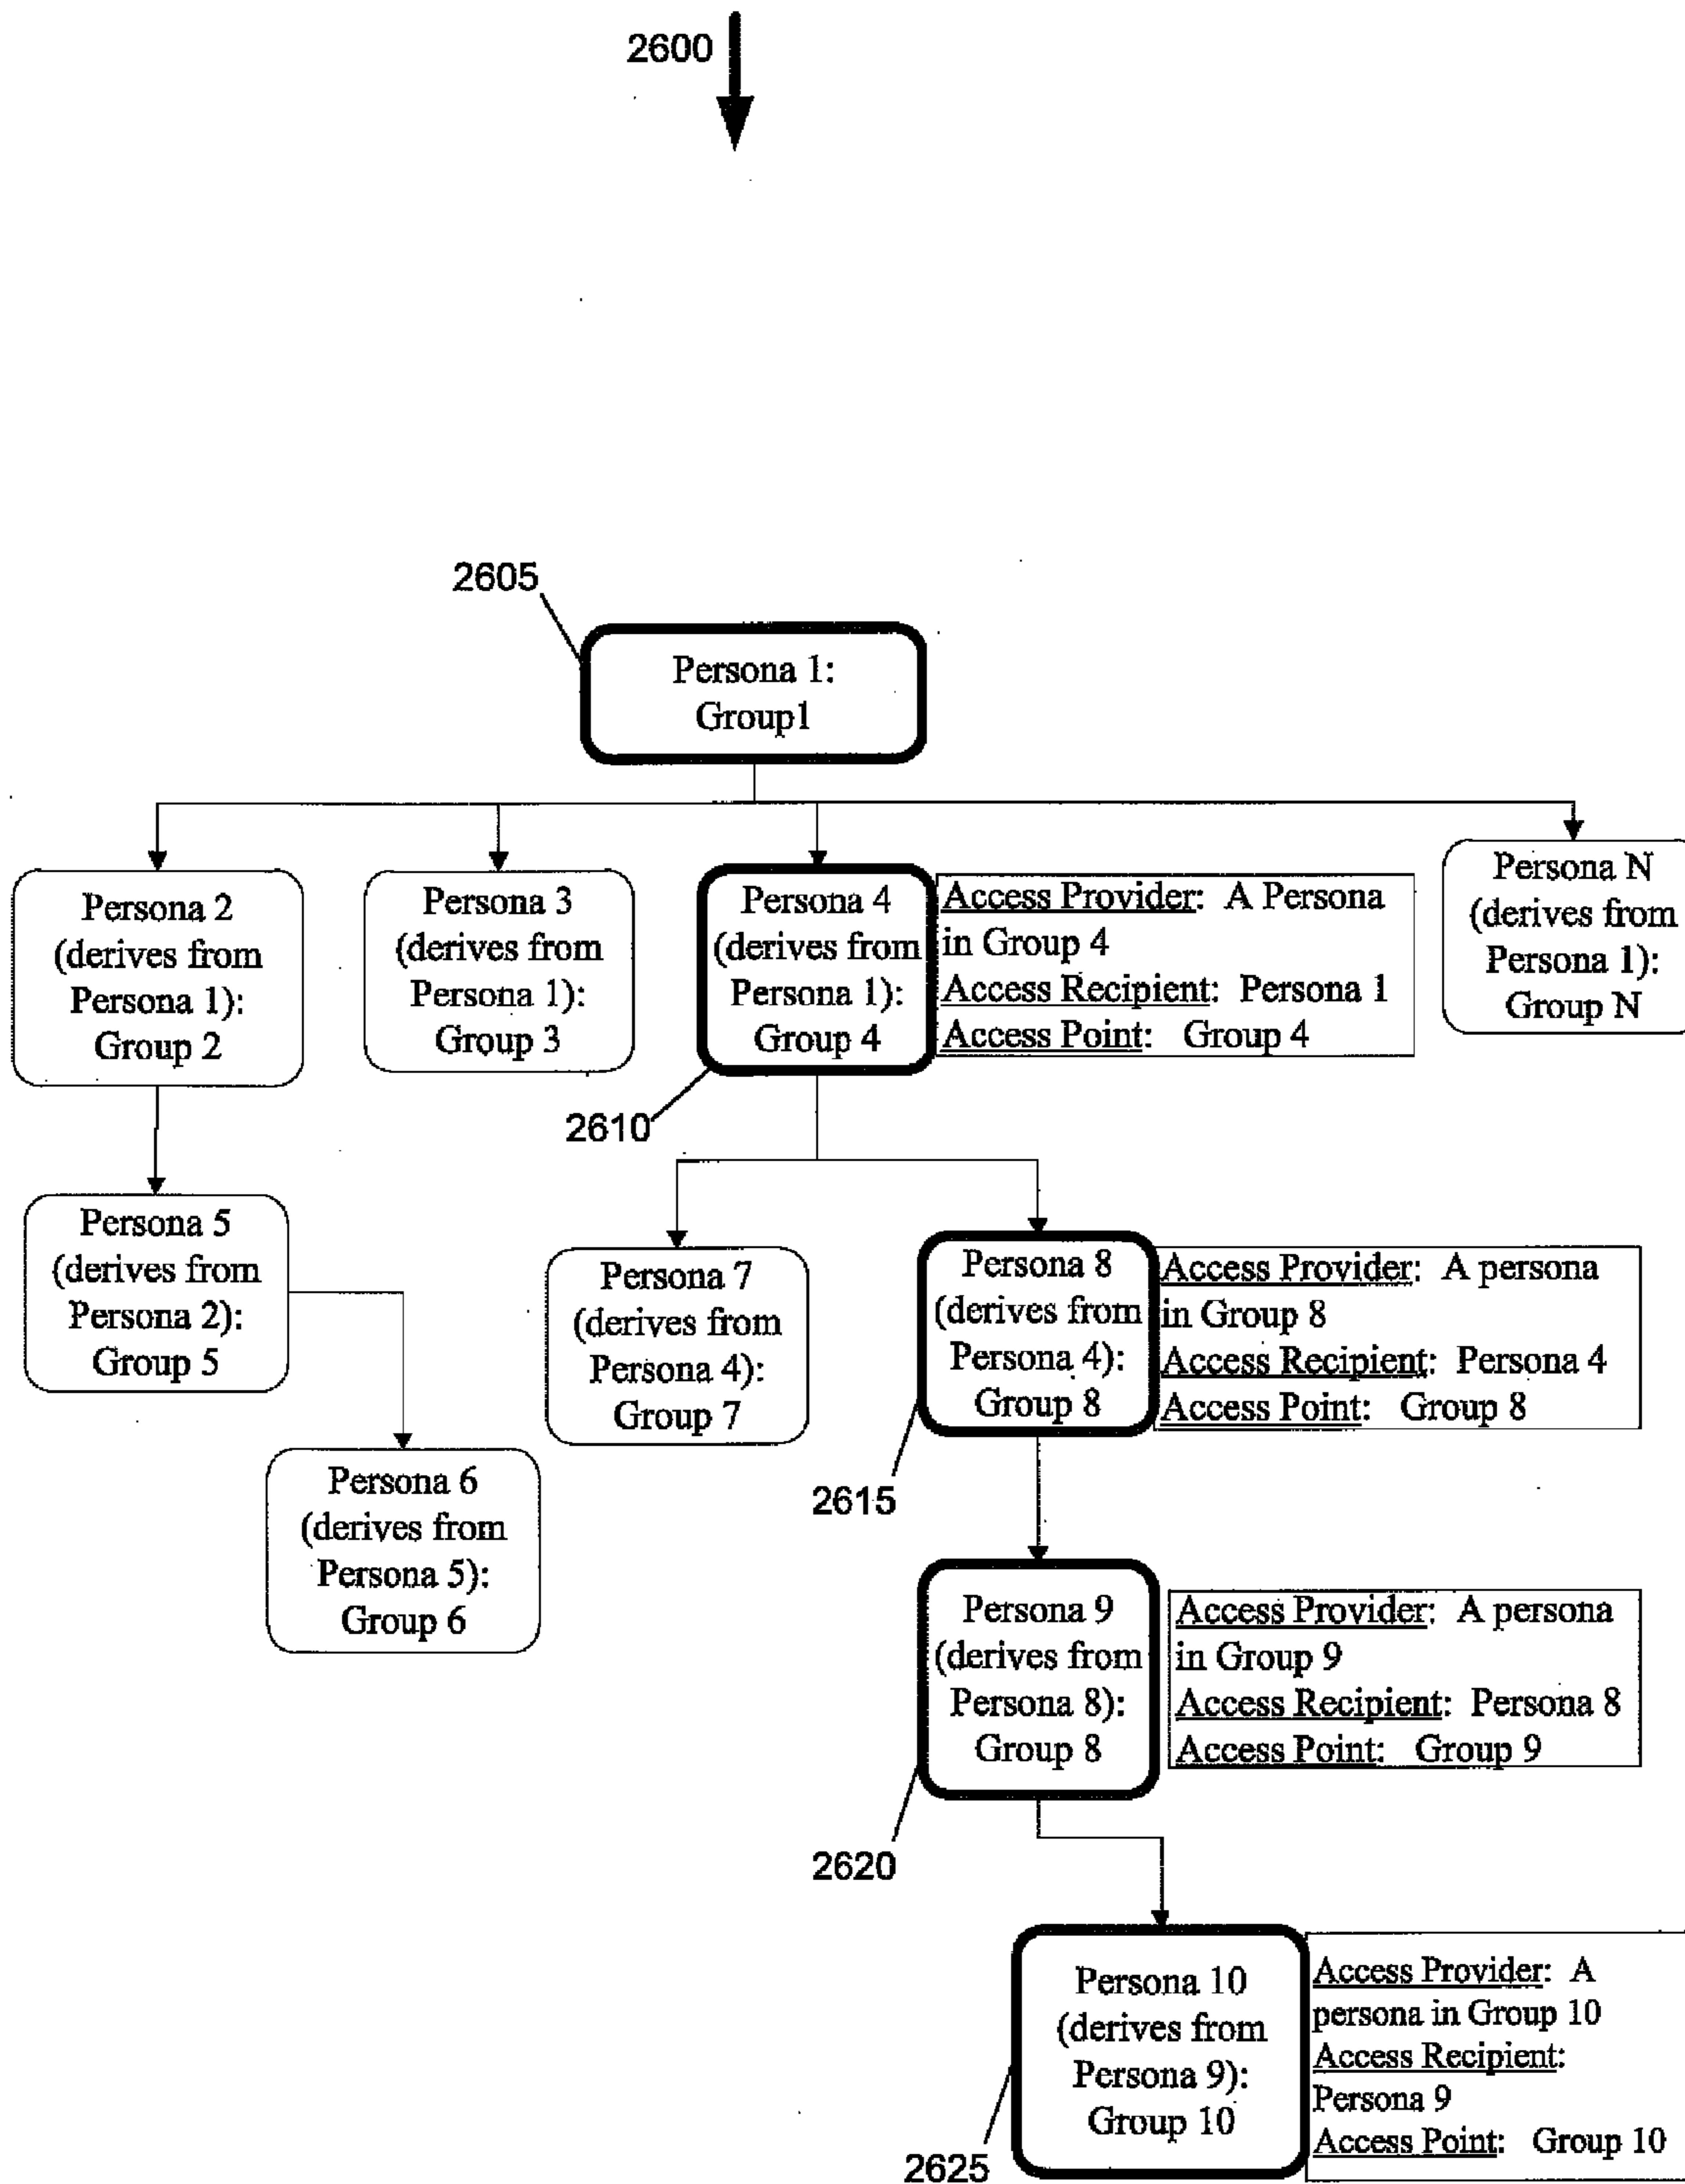 2600
2605
Persona 1:
Group1
Persona 2
(derives from
Persona 1):
Group 2
Persona 3
(derives from
Persona 1):
Group 3
Persona 4
(derives from
Persona 1):
Group 4
Access Provider: A Persona
in Group 4
Access Recipient: Persona 1
Access Point: Group 4
Persona N
(derives from
Persona 1):
Group N
2610
Persona 5
(derives from
Persona 2):
Group 5
Persona 7
(derives from
Persona 4):
Group 7
Persona 8
(derives from
Persona 4):
Group 8
Access Provider: A persona
in Group 8
Access Recipient: Persona 4
Access Point: Group 8
2615
Persona 6
(derives from
Persona 5):
Group 6
Persona 9
(derives from
Persona 8):
Group 8
Access Provider: A persona
in Group 9
Access Recipient: Persona 8
Access Point: Group 9
2620
Persona 10
(derives from
Persona 9):
Group 10
Access Provider: A
persona in Group 10
Access Recipient:
Persona 9
Access Point: Group 10
2625